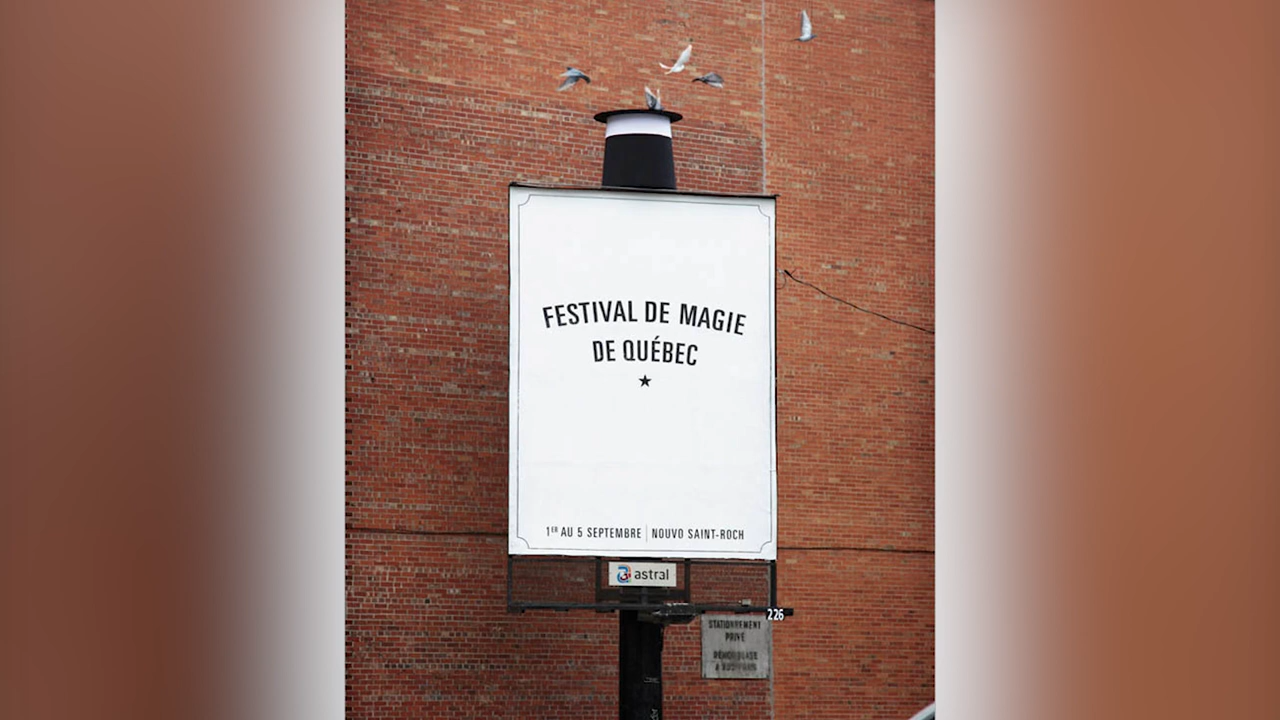 FESTIVAL DE MAGIE
DE QUÉBEC
1ER AU 5 SEPTEMBRE | NOUVO SAINT-ROCH
astral
226
STATIONNEMENT
PRIVÉ